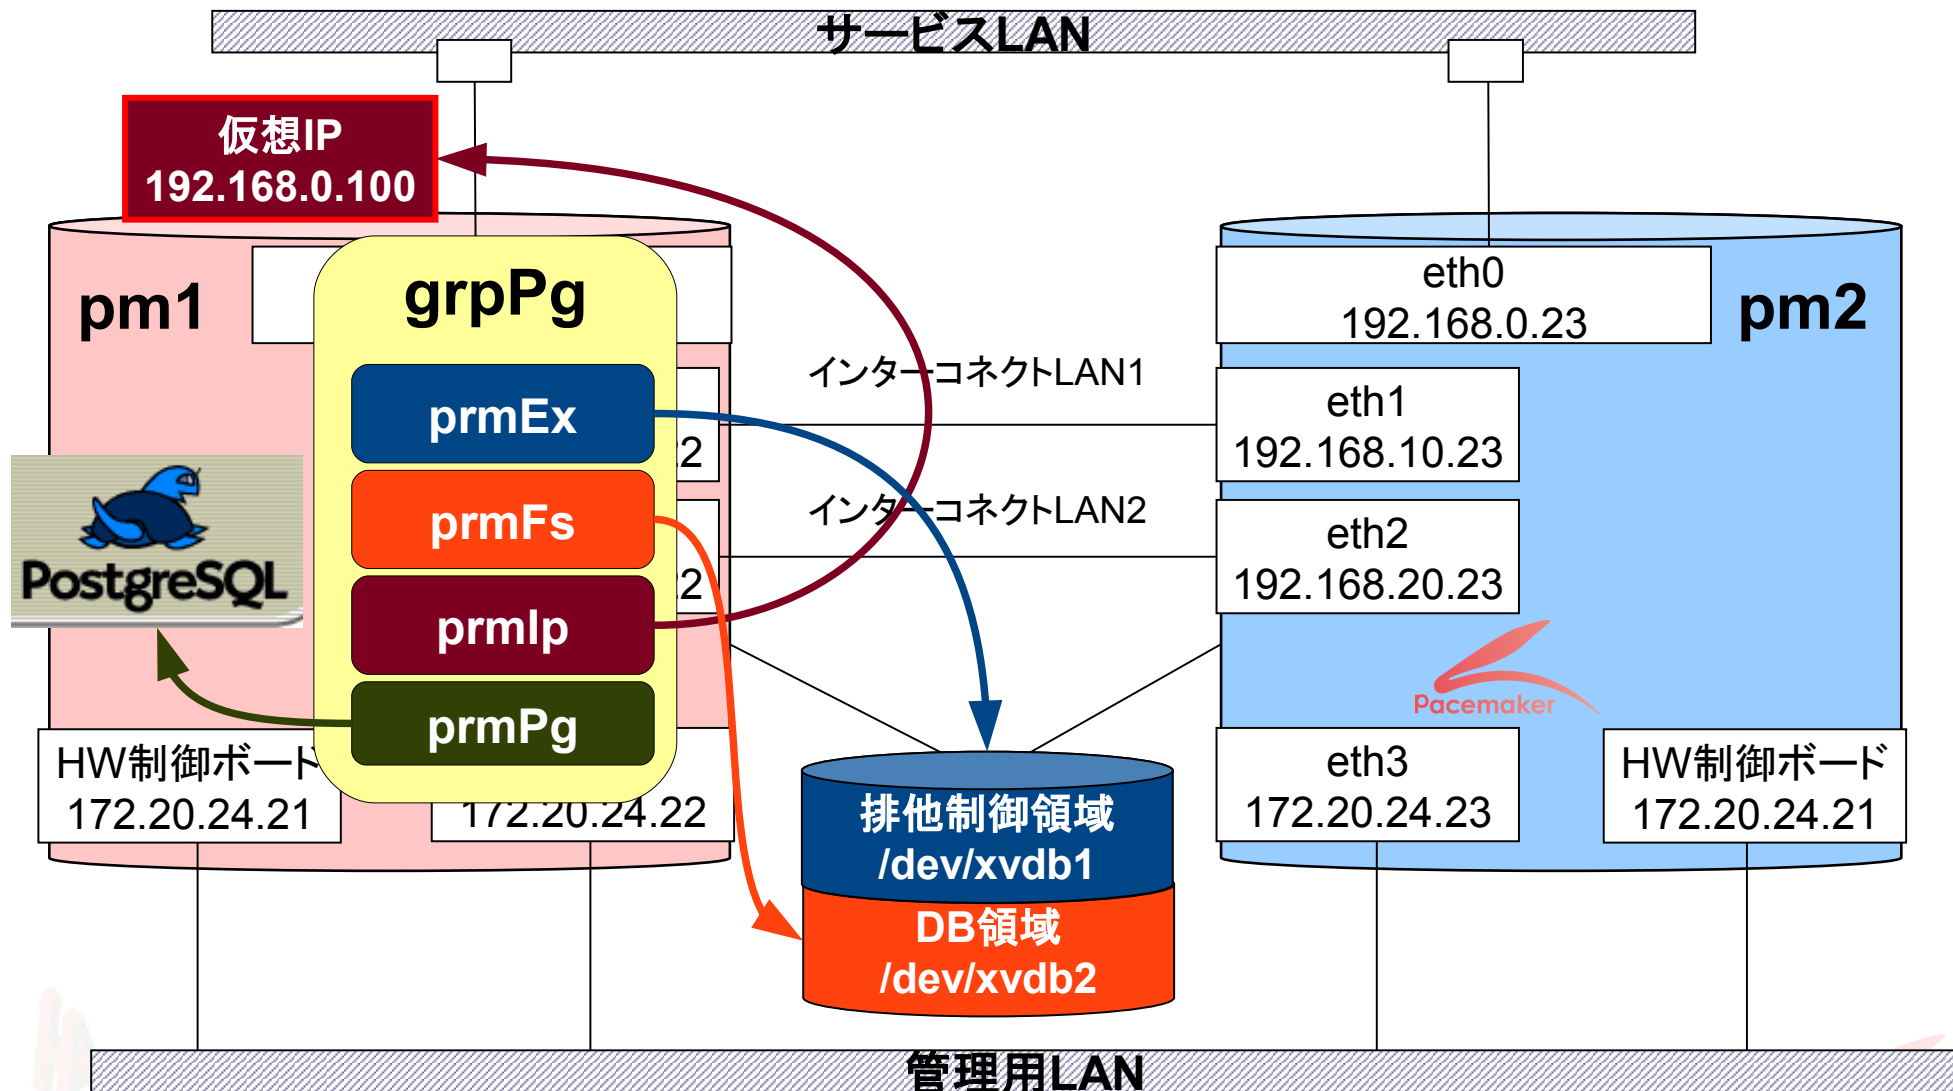 サービスLAN
仮想IP
192.168.0.100
pm1
grpPg
prmEx
prmFs
prmIp
prmPg
.22
.22
PostgreSQL
HW制御ボード
172.20.24.21
172.20.24.22
インターコネクトLAN1
インターコネクトLAN2
排他制御領域
/dev/xvdb1
DB領域
/dev/xvdb2
pm2
eth0
192.168.0.23
eth1
192.168.10.23
eth2
192.168.20.23
Pacemaker
eth3
172.20.24.23
HW制御ボード
172.20.24.21
管理用LAN